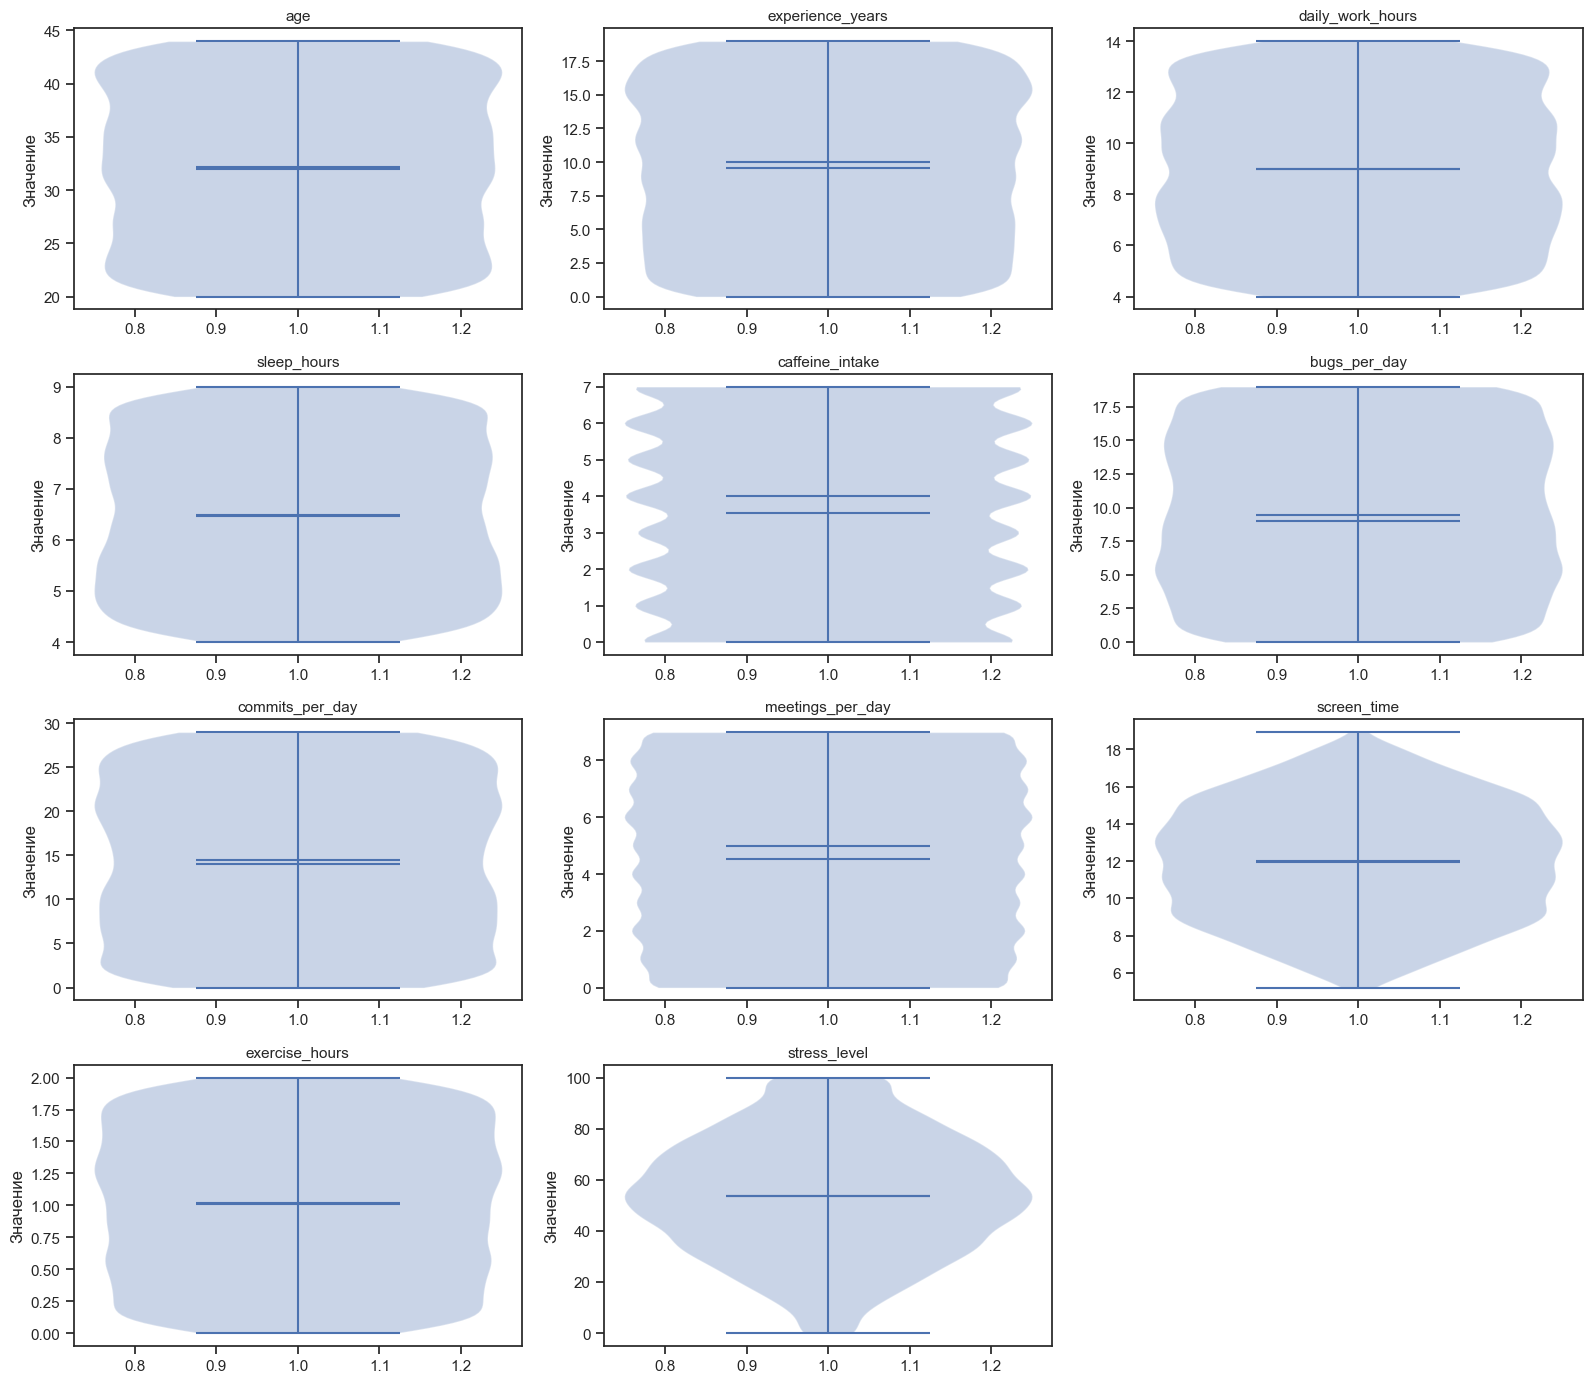 age
experience_years
daily_work_hours
Значение
45
40
35
30
25
20
0.8 0.9 1.0 1.1 1.2
Значение
17.5
15.0
12.5
10.0
7.5
5.0
2.5
0.0
0.8 0.9 1.0 1.1 1.2
Значение
14
12
10
8
6
4
0.8 0.9 1.0 1.1 1.2
sleep_hours
caffeine_intake
bugs_per_day
Значение
9
8
7
6
5
4
0.8 0.9 1.0 1.1 1.2
Значение
7
6
5
4
3
2
1
0
0.8 0.9 1.0 1.1 1.2
Значение
17.5
15.0
12.5
10.0
7.5
5.0
2.5
0.0
0.8 0.9 1.0 1.1 1.2
commits_per_day
meetings_per_day
screen_time
Значение
30
25
20
15
10
5
0
0.8 0.9 1.0 1.1 1.2
Значение
8
6
4
2
0
0.8 0.9 1.0 1.1 1.2
Значение
18
16
14
12
10
8
6
0.8 0.9 1.0 1.1 1.2
exercise_hours
stress_level
Значение
2.00
1.75
1.50
1.25
1.00
0.75
0.50
0.25
0.00
0.8 0.9 1.0 1.1 1.2
Значение
100
80
60
40
20
0
0.8 0.9 1.0 1.1 1.2